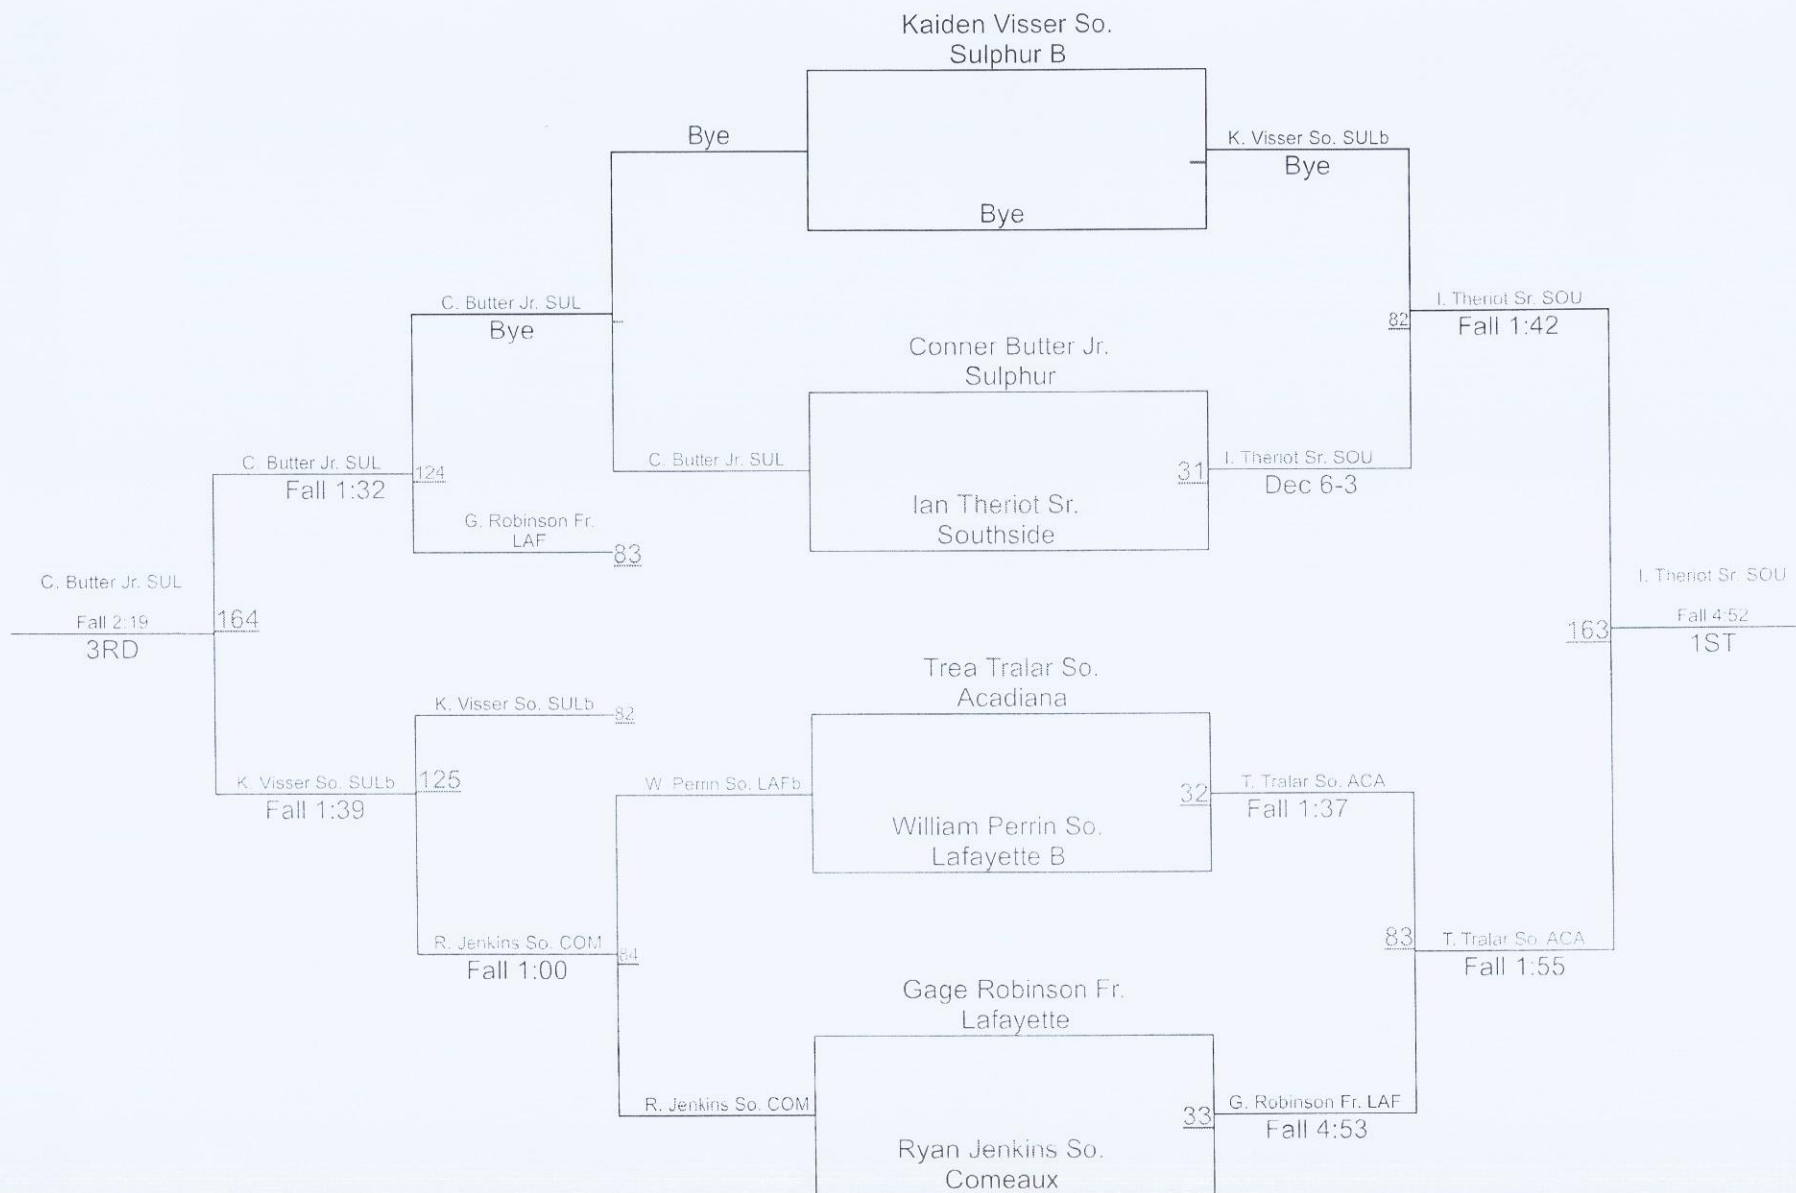 Kaiden Visser So.
Sulphur B
Bye
K. Visser So. SULb
Bye
Bye
C. Butter Jr. SUL
Bye
I. Theriot Sr. SOU
82
Fall 1:42
Conner Butter Jr.
Sulphur
C. Butter Jr. SUL
124
Fall 1:32
C. Butter Jr. SUL
31
I. Theriot Sr. SOU
Dec 6-3
Ian Theriot Sr.
Southside
G. Robinson Fr.
LAF
83
C. Butter Jr. SUL
Fall 2:19
3RD
164
I. Theriot Sr. SOU
163
Fall 4:52
1ST
Trea Tralar So.
Acadiana
K. Visser So. SULb
82
K. Visser So. SULb
125
Fall 1:39
W. Perrin So. LAFb
32
T. Tralar So. ACA
Fall 1:37
William Perrin So.
Lafayette B
R. Jenkins So. COM
84
Fall 1:00
83
T. Tralar So. ACA
Fall 1:55
Gage Robinson Fr.
Lafayette
R. Jenkins So. COM
33
G. Robinson Fr. LAF
Fall 4:53
Ryan Jenkins So.
Comeaux